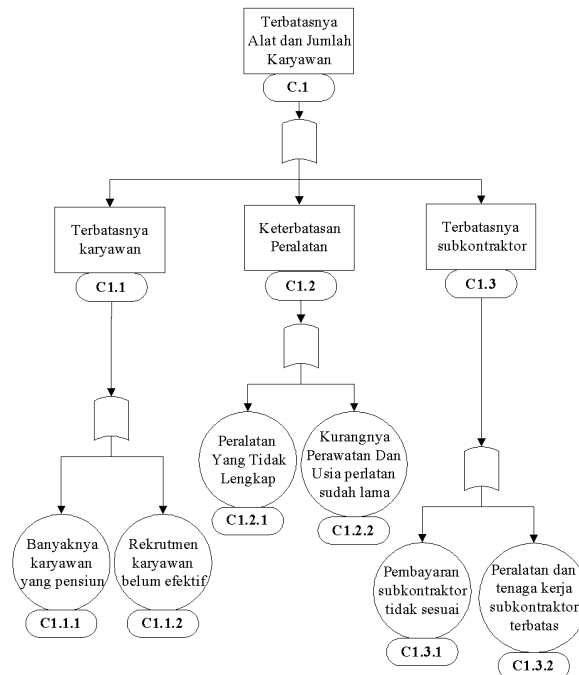 Terbatasnya
Alat dan Jumlah
Karyawan
C.1
Terbatasnya
karyawan
C1.1
Keterbatasan
Peralatan
C1.2
Terbatasnya
subkontraktor
C1.3
Peralatan
Yang Tidak
Lengkap
C1.2.1
Kurangnya
Perawatan Dan
Usia perlatan
sudah lama
C1.2.2
Banyaknya
karyawan
yang pensiun
C1.1.1
Rekrutmen
karyawan
belum efektif
C1.1.2
Pembayaran
subkontraktor
tidak sesuai
C1.3.1
Peralatan dan
tenaga kerja
subkontraktor
terbatas
C1.3.2